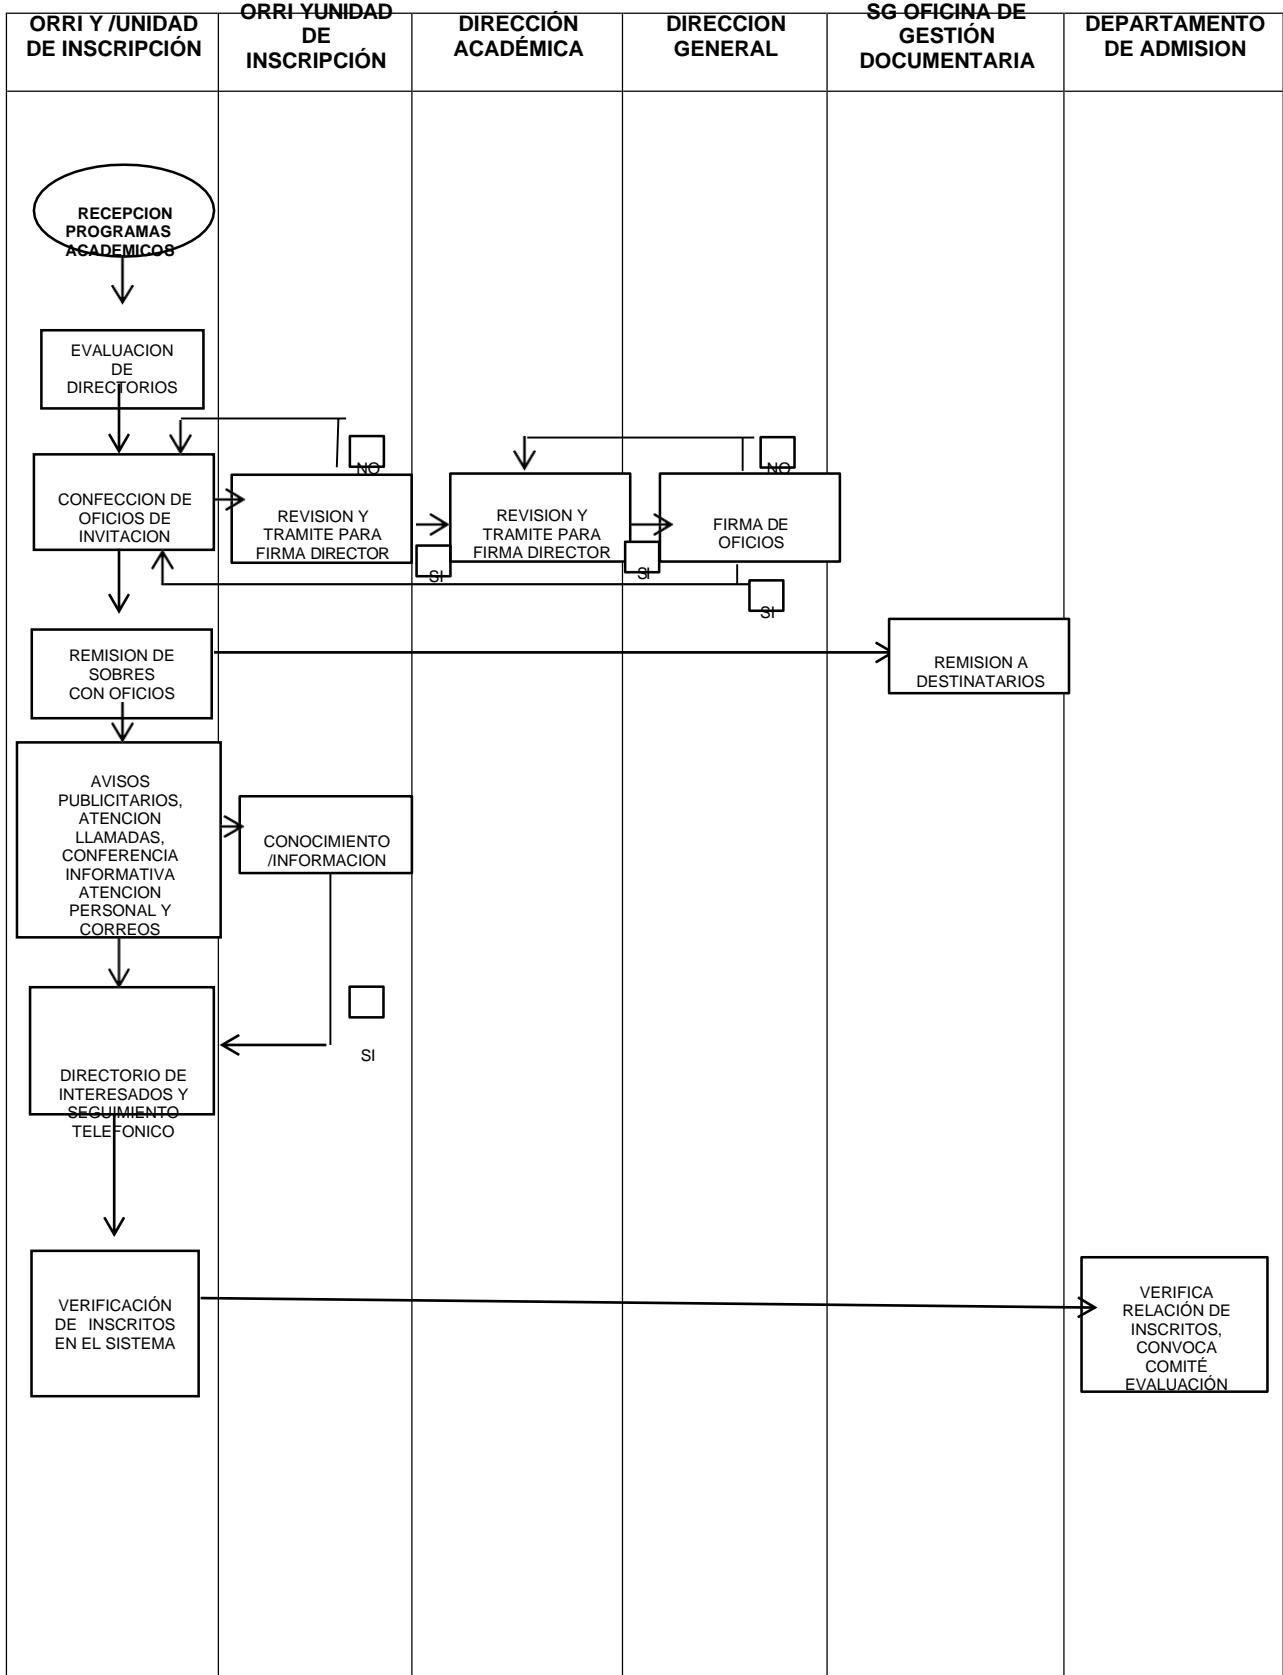 ORRI Y /UNIDAD
DE INSCRIPCIÓN
ORRI YUNIDAD
DE
INSCRIPCIÓN
DIRECCIÓN
ACADÉMICA
DIRECCION
GENERAL
SG OFICINA DE
GESTIÓN
DOCUMENTARIA
DEPARTAMENTO
DE ADMISION
RECEPCION
PROGRAMAS
ACADEMICOS
EVALUACION
DE
DIRECTORIOS
NO
NO
CONFECCION DE
OFICIOS DE
INVITACION
REVISION Y
TRAMITE PARA
FIRMA DIRECTOR
SI
REVISION Y
TRAMITE PARA
FIRMA DIRECTOR
SI
FIRMA DE
OFICIOS
SI
REMISION DE
SOBRES
CON OFICIOS
REMISION A
DESTINATARIOS
AVISOS
PUBLICITARIOS,
ATENCION
LLAMADAS,
CONFERENCIA
INFORMATIVA
ATENCION
PERSONAL Y
CORREOS
CONOCIMIENTO
/INFORMACION
SI
DIRECTORIO DE
INTERESADOS Y
SEGUIMIENTO
TELEFONICO
VERIFICACIÓN
DE INSCRITOS
EN EL SISTEMA
VERIFICA
RELACIÓN DE
INSCRITOS,
CONVOCA
COMITÉ
EVALUACIÓN